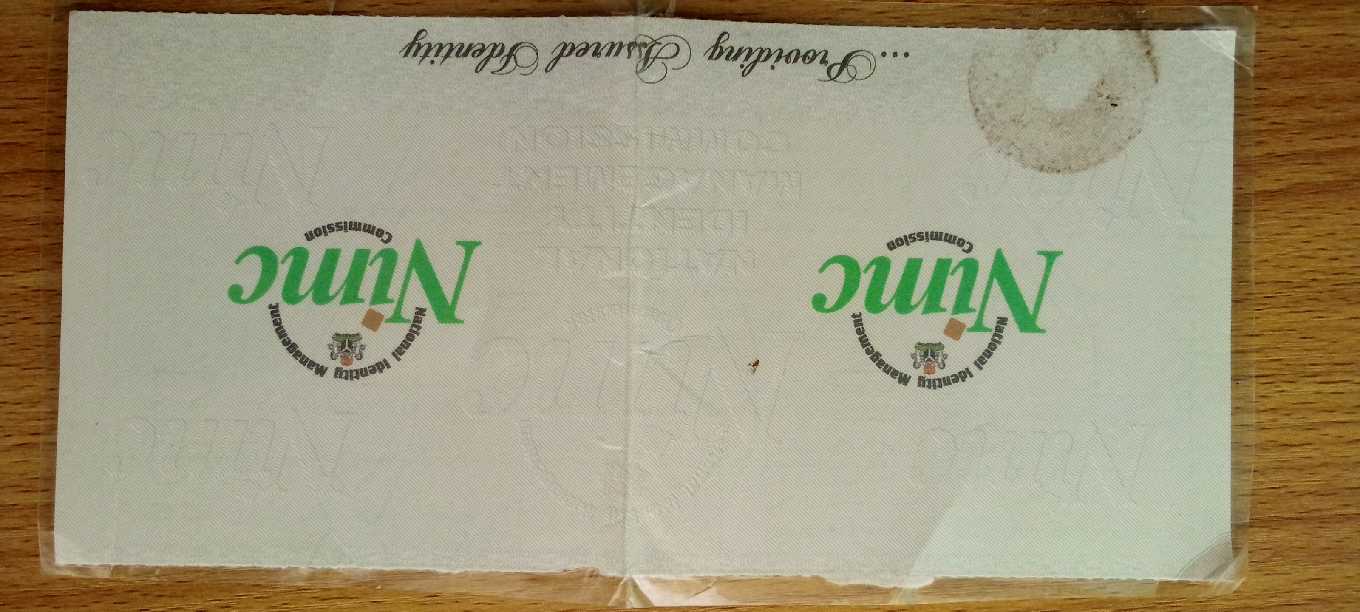 Nimc
Nimc
National Identity Management
Nimc
Commission
Nimc
National Identity Management
Nimc
Commission
NATIONAL
IDENTITY
MANAGEMENT
COMMISSION
Nimc
Nimc
...Providing Assured Identity